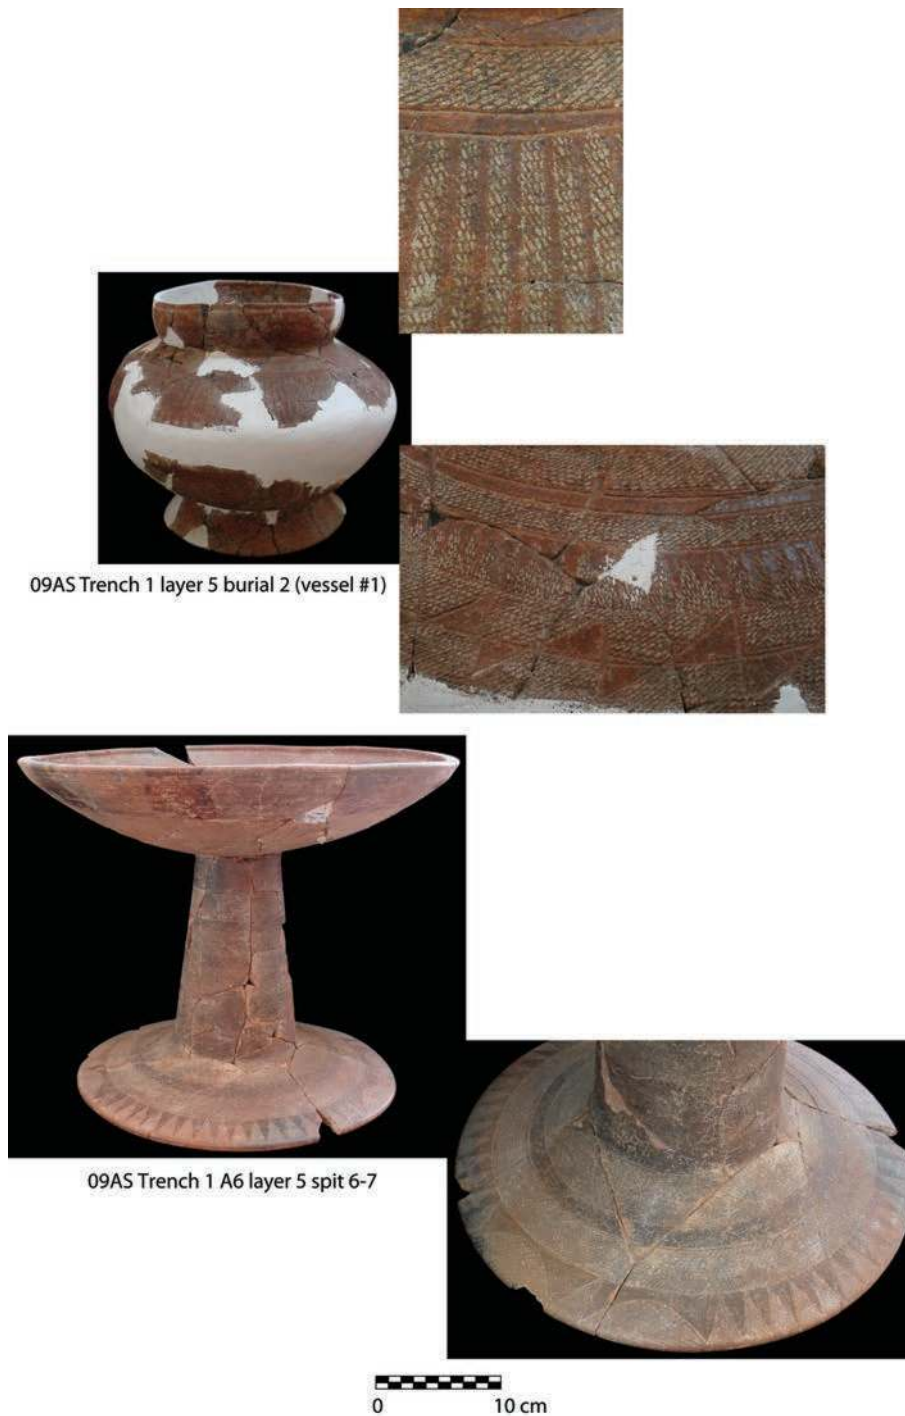 09AS Trench 1 layer 5 burial 2 (vessel #1)
09AS Trench 1 A6 layer 5 spit 6-7
0 10 cm